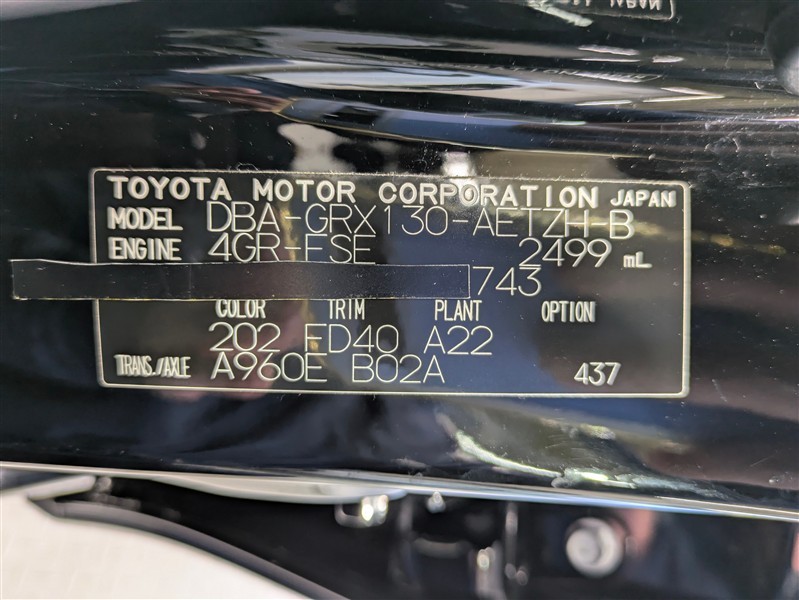 TOYOTA MOTOR CORPORATION JAPAN
MODEL DBA-GRX130-AETZH-B
ENGINE 4GR-FSE 2499 mL
743
COLOR TRIM PLANT OPTION
202 FD40 A22
TRANS./AXLE A960E B02A 437